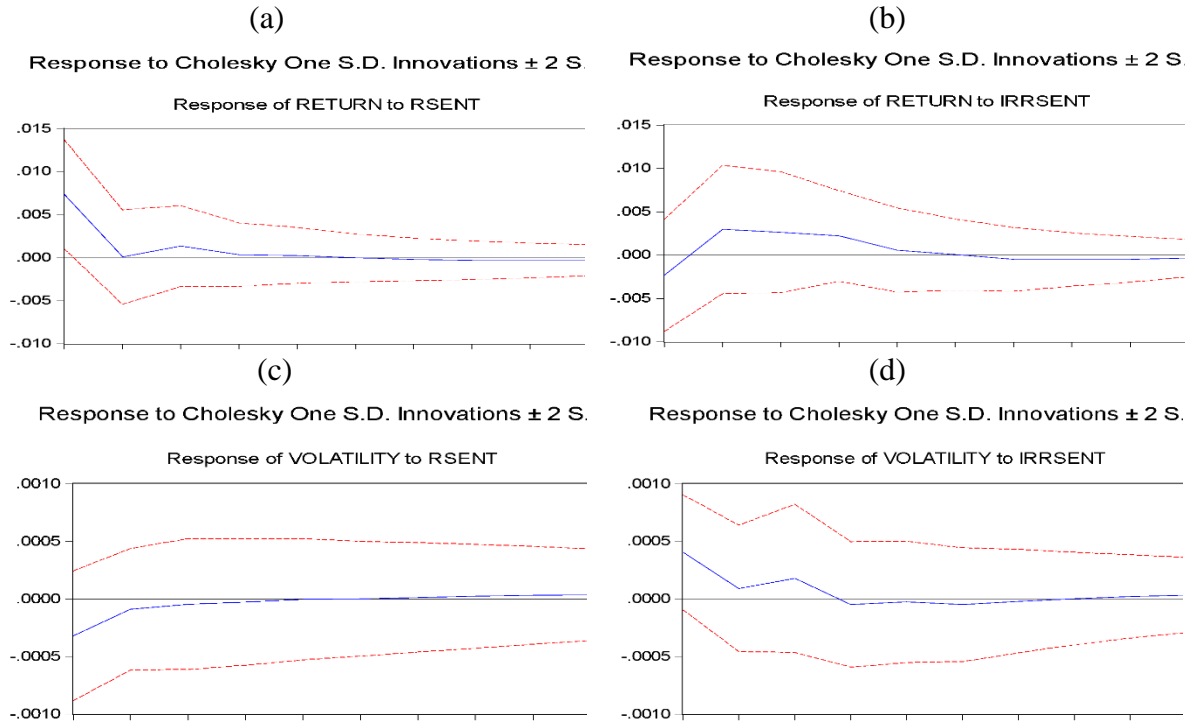 (a)
Response to Cholesky One S.D. Innovations ± 2 S.
Response of RETURN to RSENT
.015
.010
.005
.000
-.005
-.010
(b)
Response to Cholesky One S.D. Innovations ± 2 S.
Response of RETURN to IRRSENT
.015
.010
.005
.000
-.005
-.010
(c)
Response to Cholesky One S.D. Innovations ± 2 S.
Response of VOLATILITY to RSENT
.0010
.0005
.0000
-.0005
-.0010
(d)
Response to Cholesky One S.D. Innovations ± 2 S.
Response of VOLATILITY to IRRSENT
.0010
.0005
.0000
-.0005
-.0010